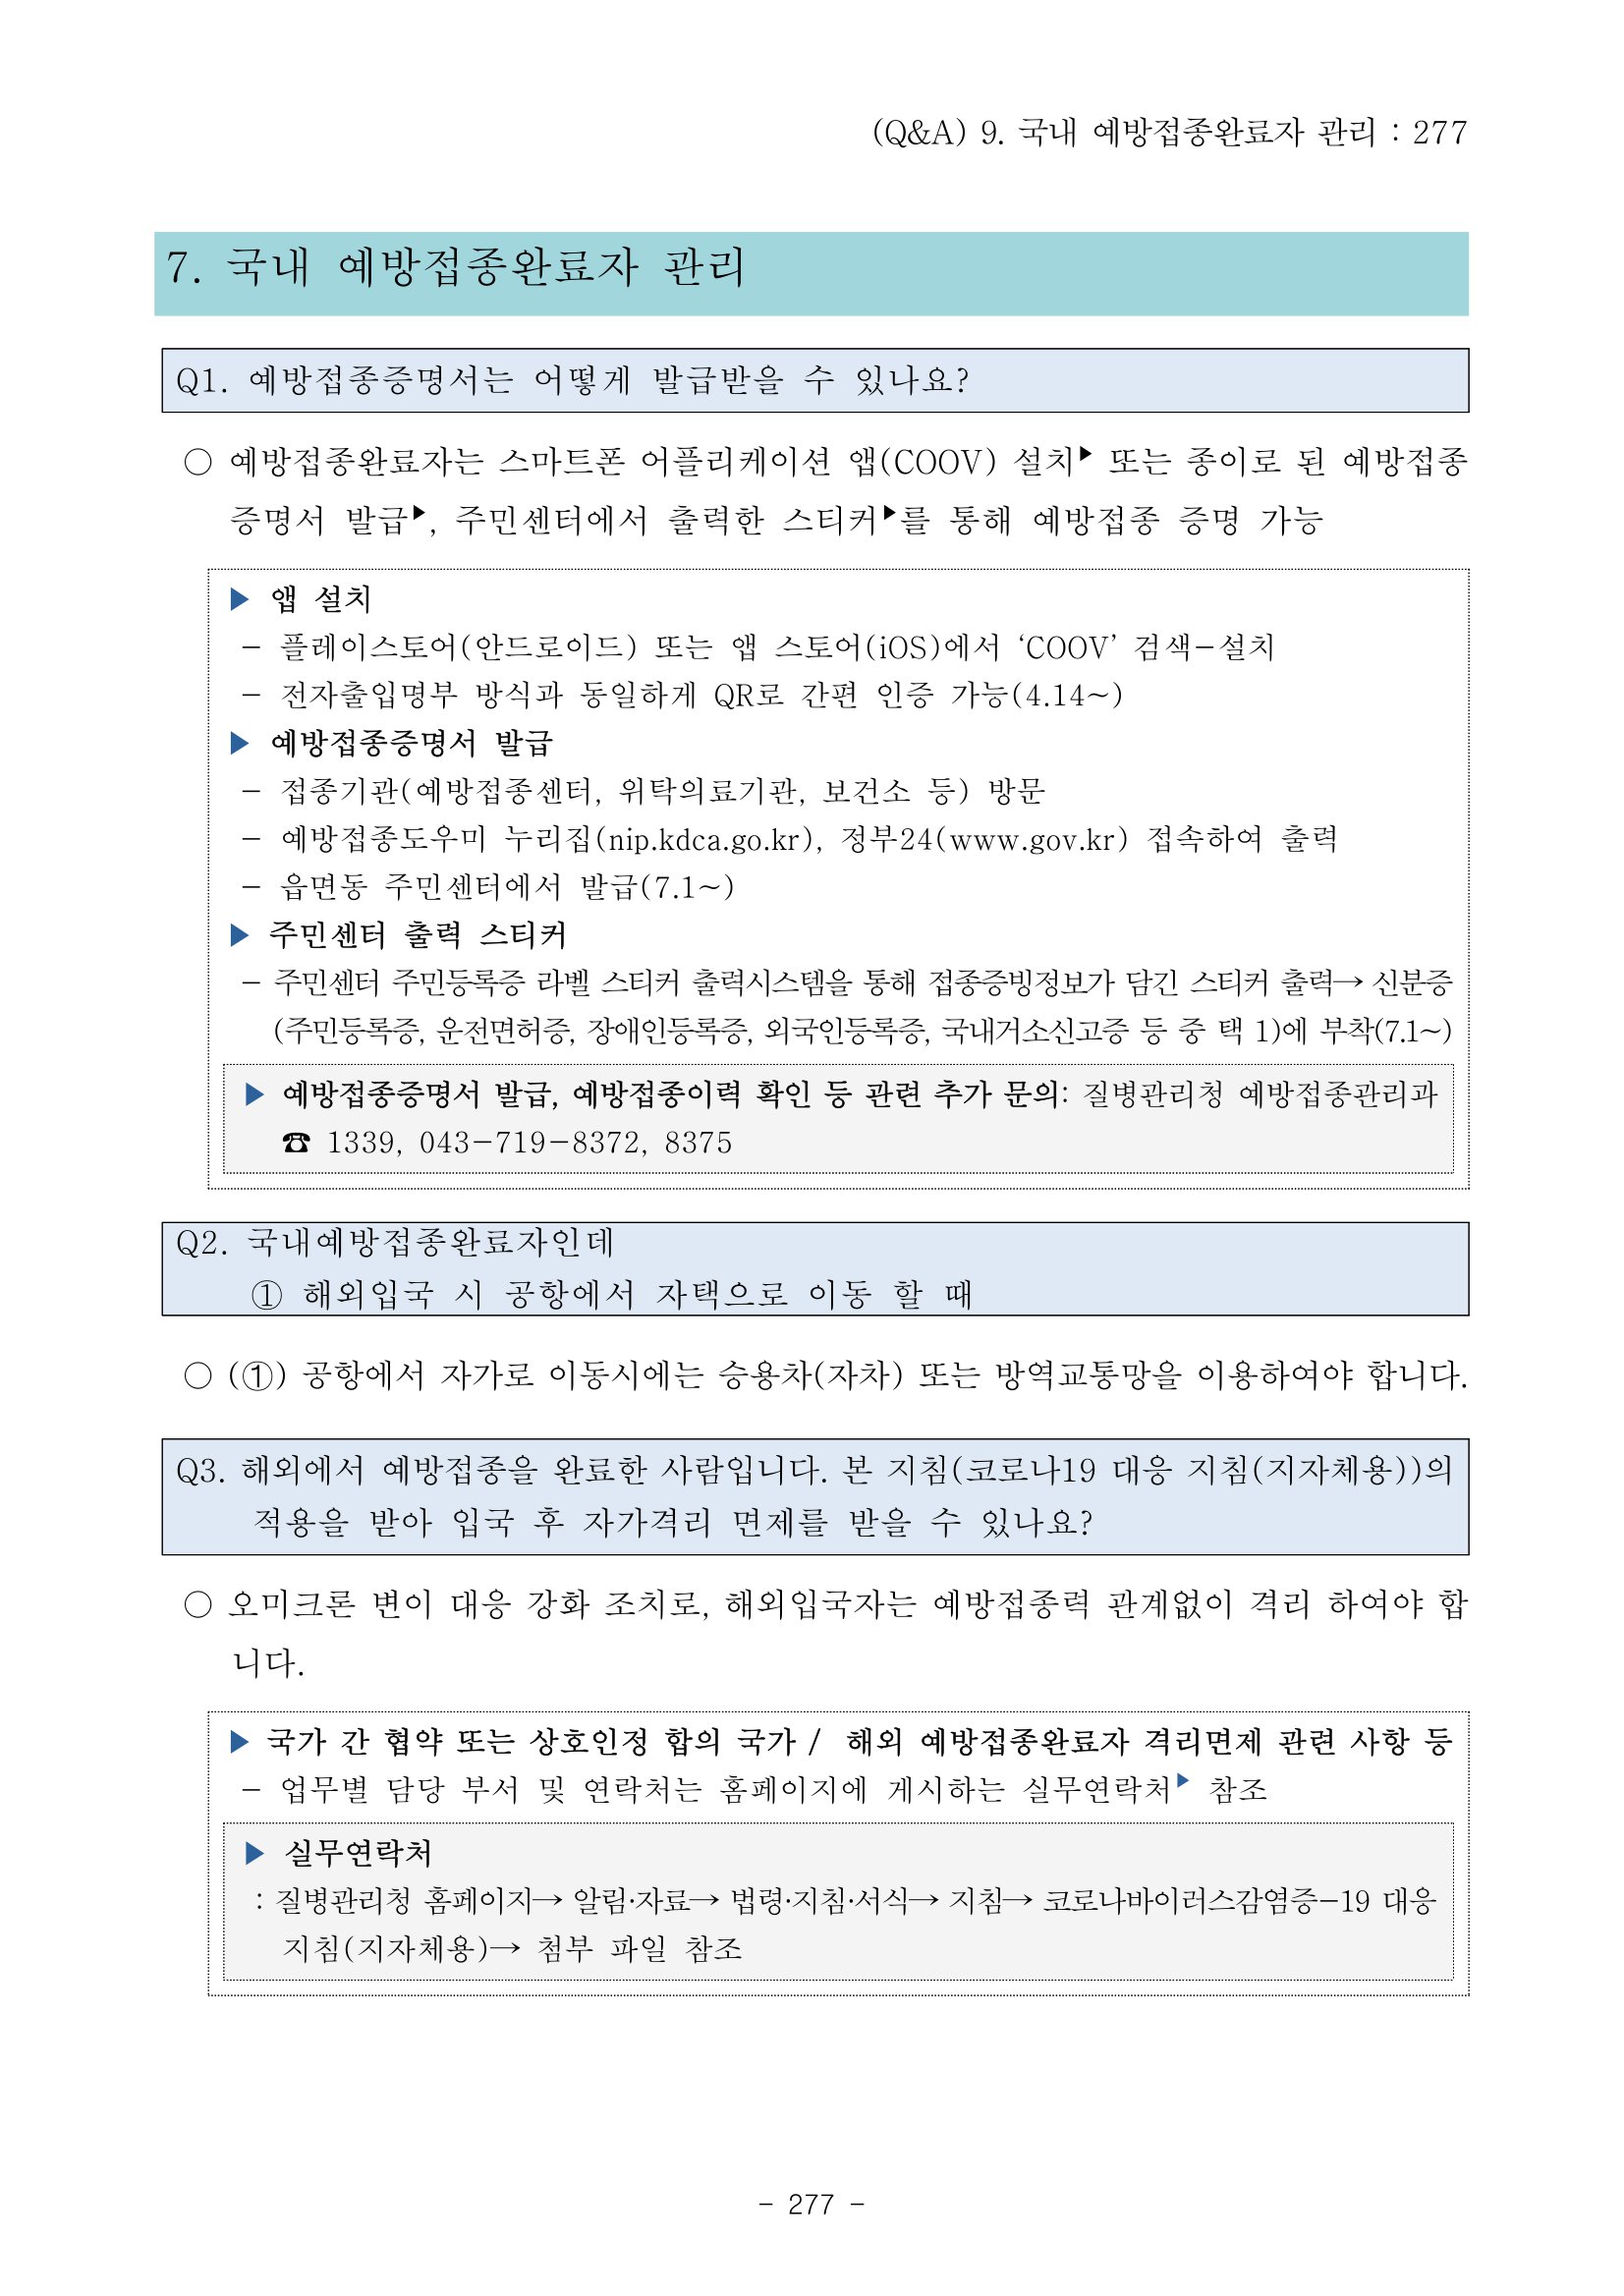 (Q&A) 9. 국내 예방접종완료자 관리 : 277
7. 국내 예방접종완료자 관리
Q1. 예방접종증명서는 어떻게 발급받을 수 있나요?
○ 예방접종완료자는 스마트폰 어플리케이션 앱(COOV) 설치▶ 또는 종이로 된 예방접종
증명서 발급▶, 주민센터에서 출력한 스티커▶를 통해 예방접종 증명 가능
▶ 앱 설치
- 플레이스토어(안드로이드) 또는 앱 스토어(iOS)에서 ‘COOV’ 검색-설치
- 전자출입명부 방식과 동일하게 QR로 간편 인증 가능(4.14~)
▶ 예방접종증명서 발급
- 접종기관(예방접종센터, 위탁의료기관, 보건소 등) 방문
- 예방접종도우미 누리집(nip.kdca.go.kr), 정부24(www.gov.kr) 접속하여 출력
- 읍면동 주민센터에서 발급(7.1~)
▶ 주민센터 출력 스티커
- 주민센터 주민등록증 라벨 스티커 출력시스템을 통해 접종증빙정보가 담긴 스티커 출력→ 신분증
(주민등록증, 운전면허증, 장애인등록증, 외국인등록증, 국내거소신고증 등 중 택 1)에 부착(7.1~)
▶ 예방접종증명서 발급, 예방접종이력 확인 등 관련 추가 문의: 질병관리청 예방접종관리과
☎ 1339, 043-719-8372, 8375
Q2. 국내예방접종완료자인데
① 해외입국 시 공항에서 자택으로 이동 할 때
○ (①) 공항에서 자가로 이동시에는 승용차(자차) 또는 방역교통망을 이용하여야 합니다.
Q3. 해외에서 예방접종을 완료한 사람입니다. 본 지침(코로나19 대응 지침(지자체용))의
적용을 받아 입국 후 자가격리 면제를 받을 수 있나요?
○ 오미크론 변이 대응 강화 조치로, 해외입국자는 예방접종력 관계없이 격리 하여야 합
니다.
▶ 국가 간 협약 또는 상호인정 합의 국가 / 해외 예방접종완료자 격리면제 관련 사항 등
- 업무별 담당 부서 및 연락처는 홈페이지에 게시하는 실무연락처▶ 참조
▶ 실무연락처
: 질병관리청 홈페이지→ 알림·자료→ 법령·지침·서식→ 지침→ 코로나바이러스감염증-19 대응
지침(지자체용)→ 첨부 파일 참조
- 277 -